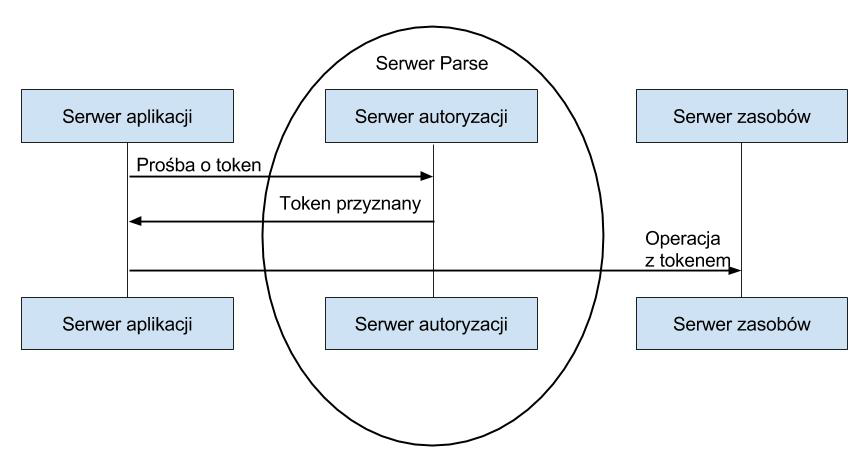 Serwer Parse
Serwer aplikacji
Serwer autoryzacji
Serwer zasobów
Prośba o token
Token przyznany
Operacja
z tokenem
Serwer aplikacji
Serwer autoryzacji
Serwer zasobów